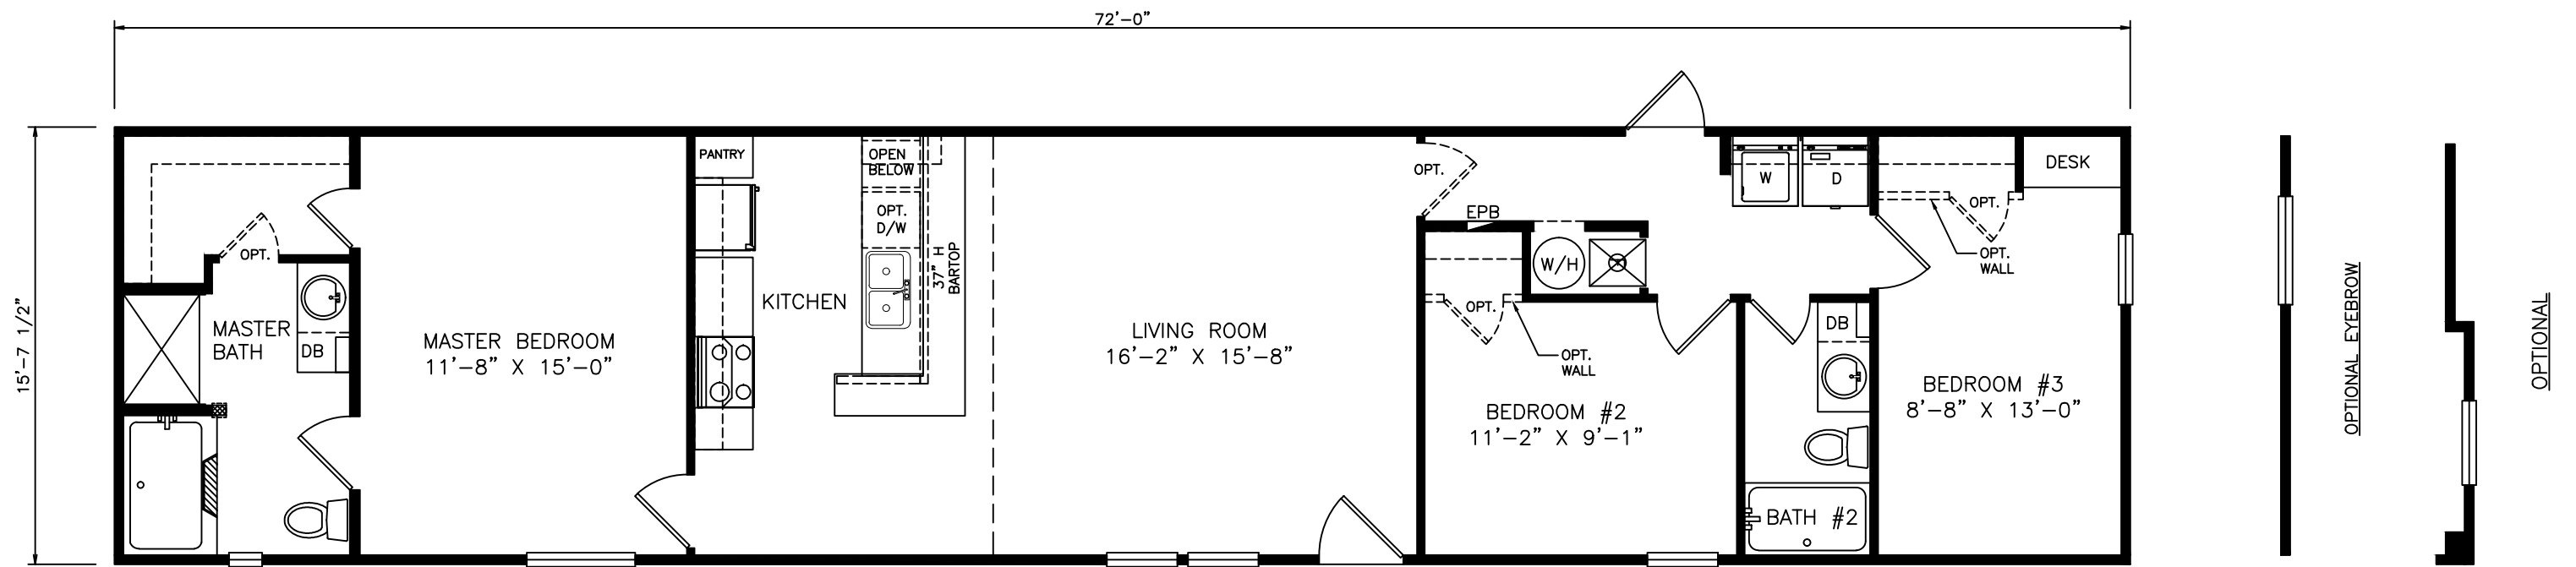 72'-0"
15'-7 1/2"
OPT.
MASTER
BATH
DB
MASTER BEDROOM
11'-8" X 15'-0"
PANTRY
KITCHEN
OPEN
BELOW
OPT.
D/W
37" H
BARTOP
LIVING ROOM
16'-2" X 15'-8"
OPT.
EPB
W/H
OPT.
OPT.
WALL
BEDROOM #2
11'-2" X 9'-1"
W
D
DB
BATH #2
OPT.
OPT.
WALL
DESK
BEDROOM #3
8'-8" X 13'-0"
OPTIONAL EYEBROW
OPTIONAL